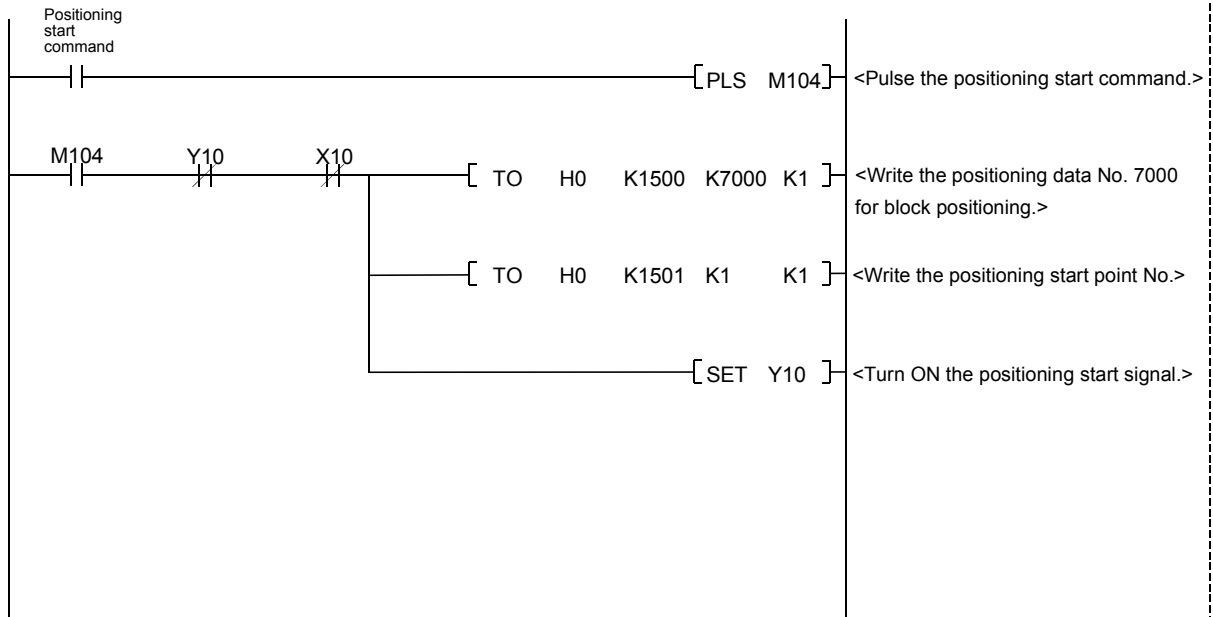 Positioning
start
command
PLS M104 <Pulse the positioning start command.>
M104 Y10 X10
TO H0 K1500 K7000 K1 <Write the positioning data No. 7000
for block positioning.>
TO H0 K1501 K1 K1 <Write the positioning start point No.>
SET Y10 <Turn ON the positioning start signal.>